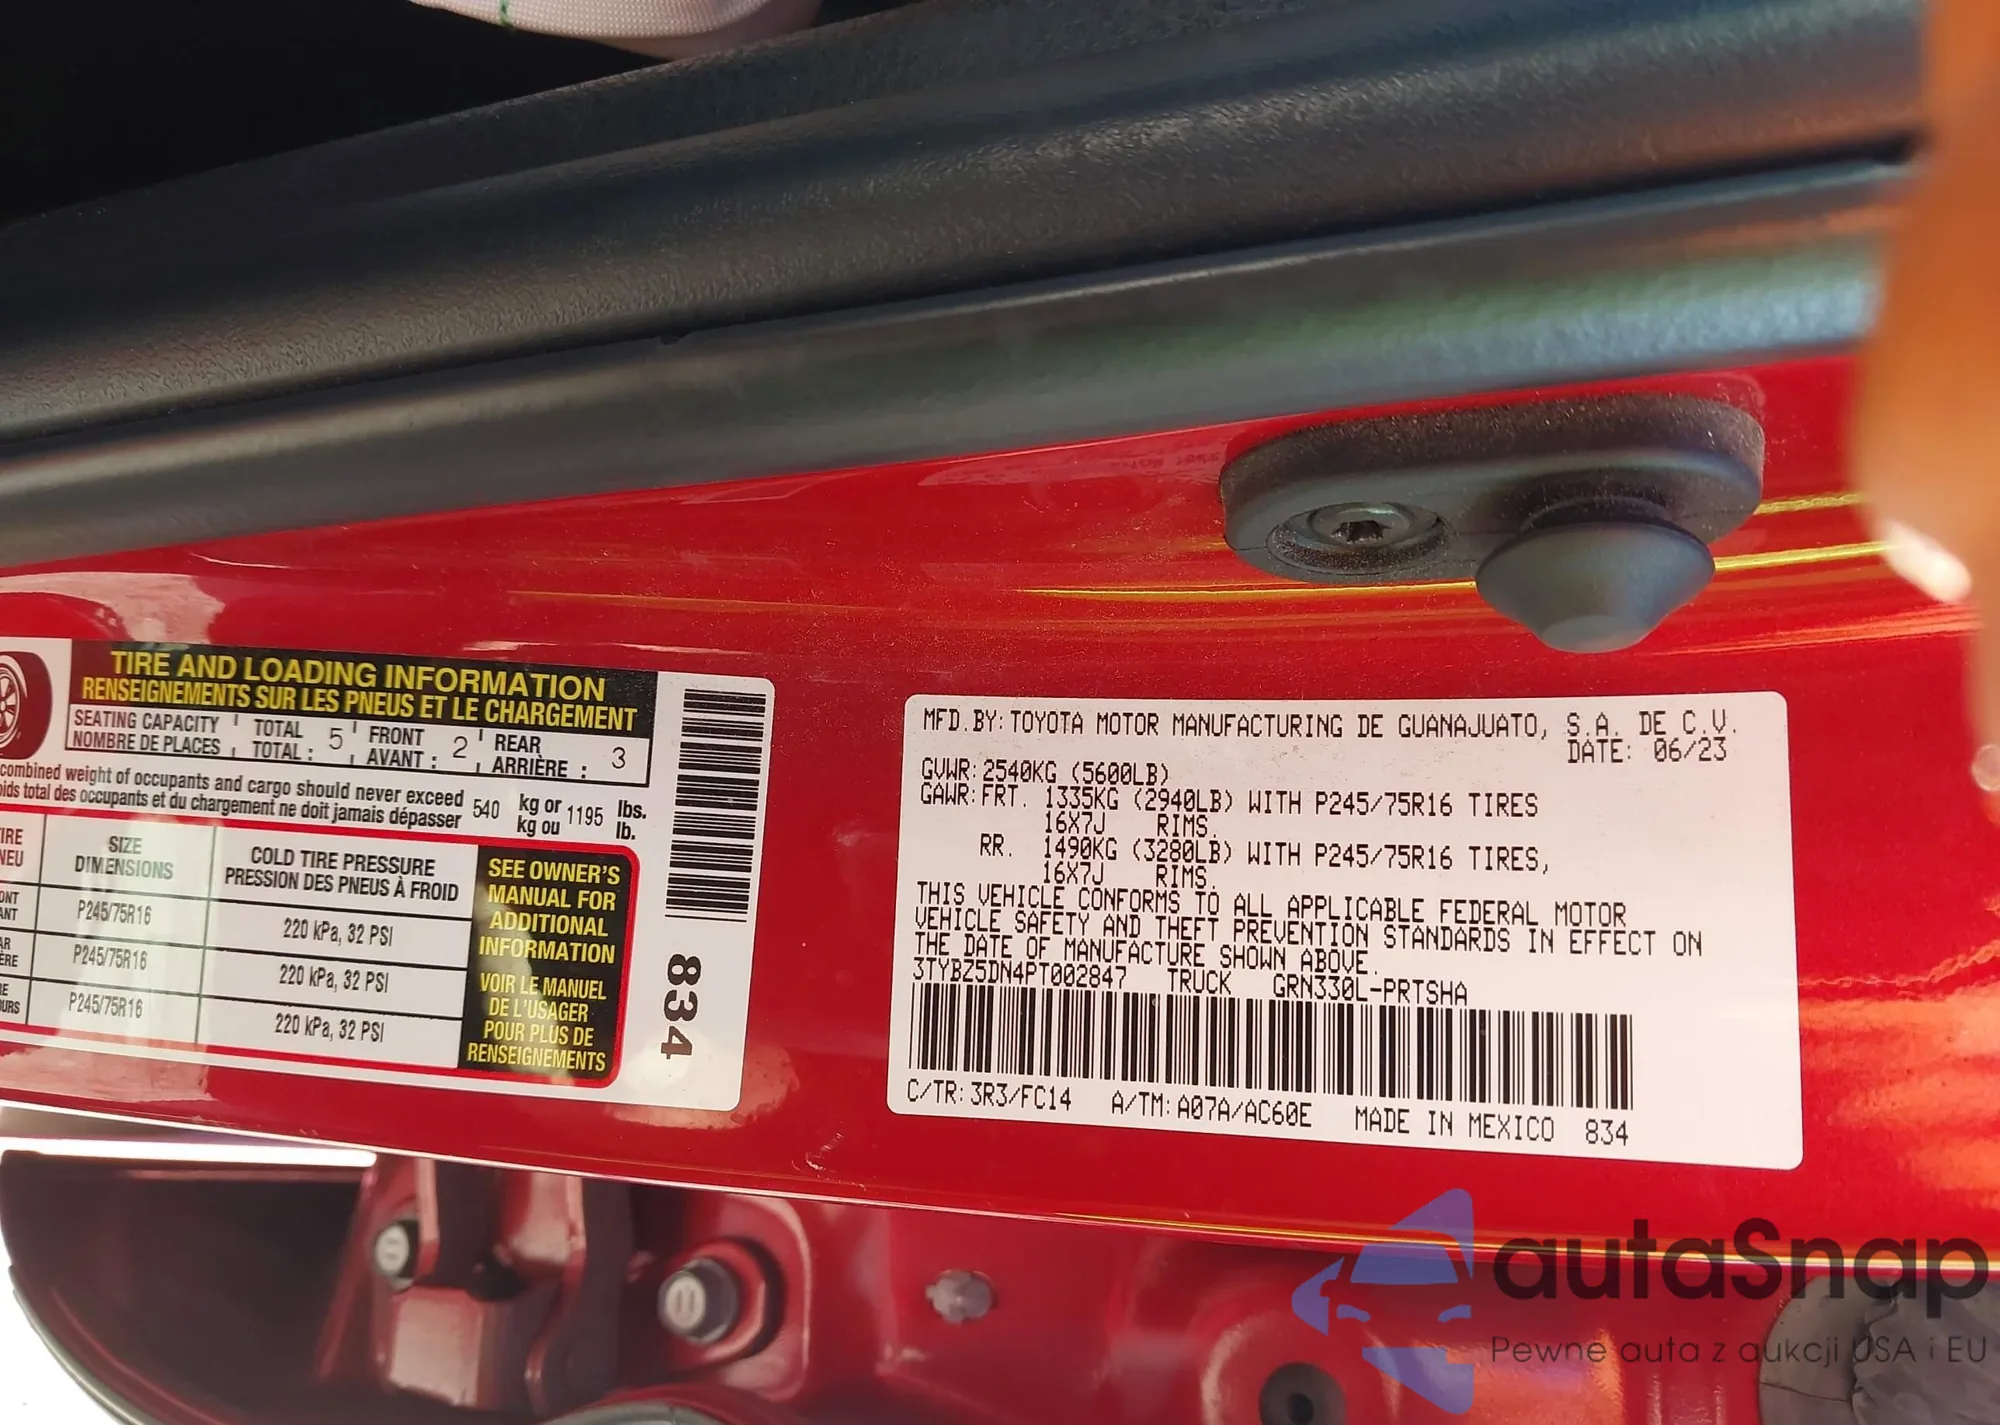 TIRE AND LOADING INFORMATION
RENSEIGNEMENTS SUR LES PNEUS ET LE CHARGEMENT
SEATING CAPACITY TOTAL 5 FRONT 2 REAR 3
NOMBRE DE PLACES TOTAL : AVANT : ARRIÈRE :
combined weight of occupants and cargo should never exceed 540 kg or 1195 lbs.
oids total des occupants et du chargement ne doit jamais dépasser kg ou lb.
SIZE
DIMENSIONS
COLD TIRE PRESSURE
PRESSION DES PNEUS À FROID
P245/75R16 220 kPa, 32 PSI
P245/75R16 220 kPa, 32 PSI
P245/75R16 220 kPa, 32 PSI
SEE OWNER'S
MANUAL FOR
ADDITIONAL
INFORMATION
VOIR LE MANUEL
DE L'USAGER
POUR PLUS DE
RENSEIGNEMENTS
834
MFD.BY:TOYOTA MOTOR MANUFACTURING DE GUANAJUATO, S.A. DE C.V.
DATE: 06/23
GVWR:2540KG (5600LB)
GAWR:FRT. 1335KG (2940LB) WITH P245/75R16 TIRES
16X7J RIMS.
RR. 1490KG (3280LB) WITH P245/75R16 TIRES,
16X7J RIMS.
THIS VEHICLE CONFORMS TO ALL APPLICABLE FEDERAL MOTOR
VEHICLE SAFETY AND THEFT PREVENTION STANDARDS IN EFFECT ON
THE DATE OF MANUFACTURE SHOWN ABOVE.
3TYBZ5DN4PT002847 TRUCK GRN330L-PRTSHA
C/TR:3R3/FC14 A/TM:A07A/AC60E MADE IN MEXICO 834
autaSnap
Pewne auta z aukcji USA i EU